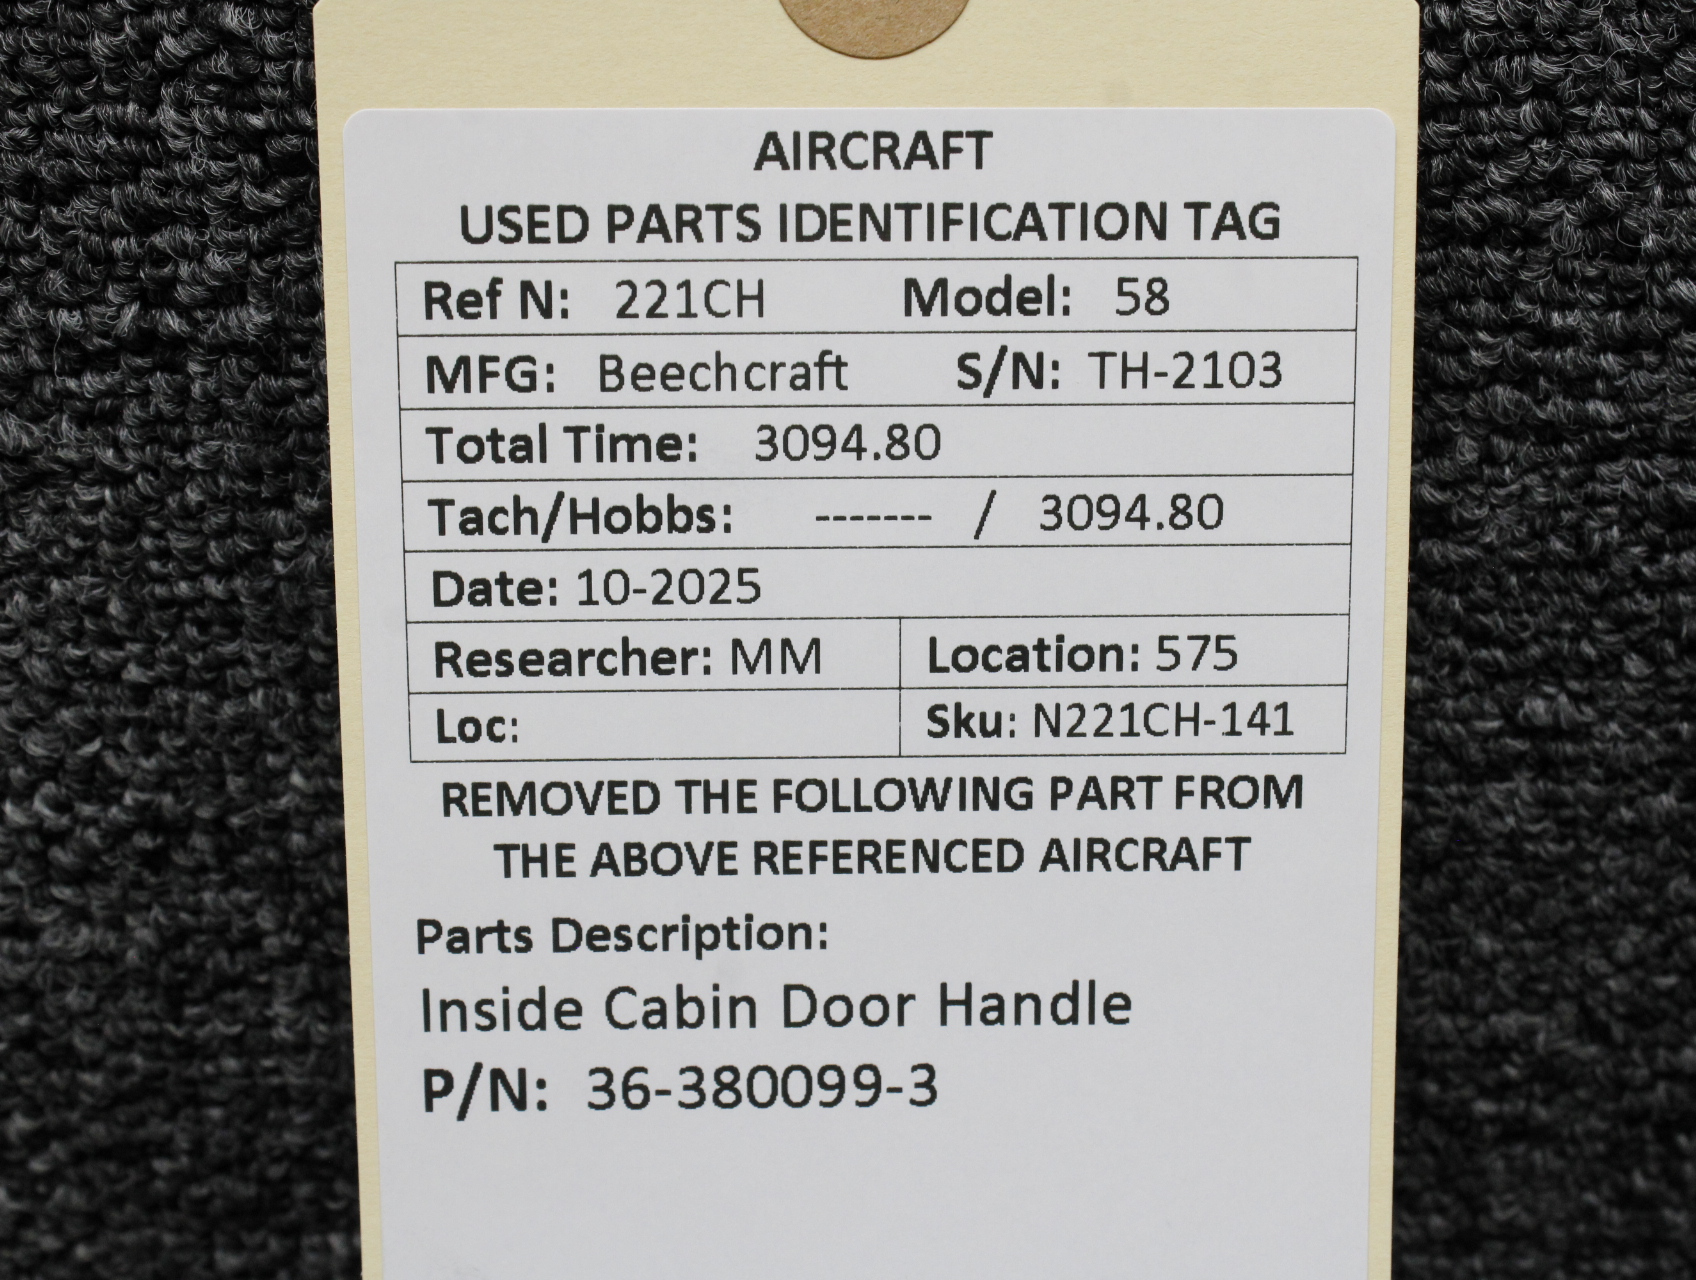 AIRCRAFT
USED PARTS IDENTIFICATION TAG
Ref N: 221CH Model: 58
MFG: Beechcraft S/N: TH-2103
Total Time: 3094.80
Tach/Hobbs: ------- / 3094.80
Date: 10-2025
Researcher: MM Location: 575
Loc: Sku: N221CH-141
REMOVED THE FOLLOWING PART FROM
THE ABOVE REFERENCED AIRCRAFT
Parts Description:
Inside Cabin Door Handle
P/N: 36-380099-3